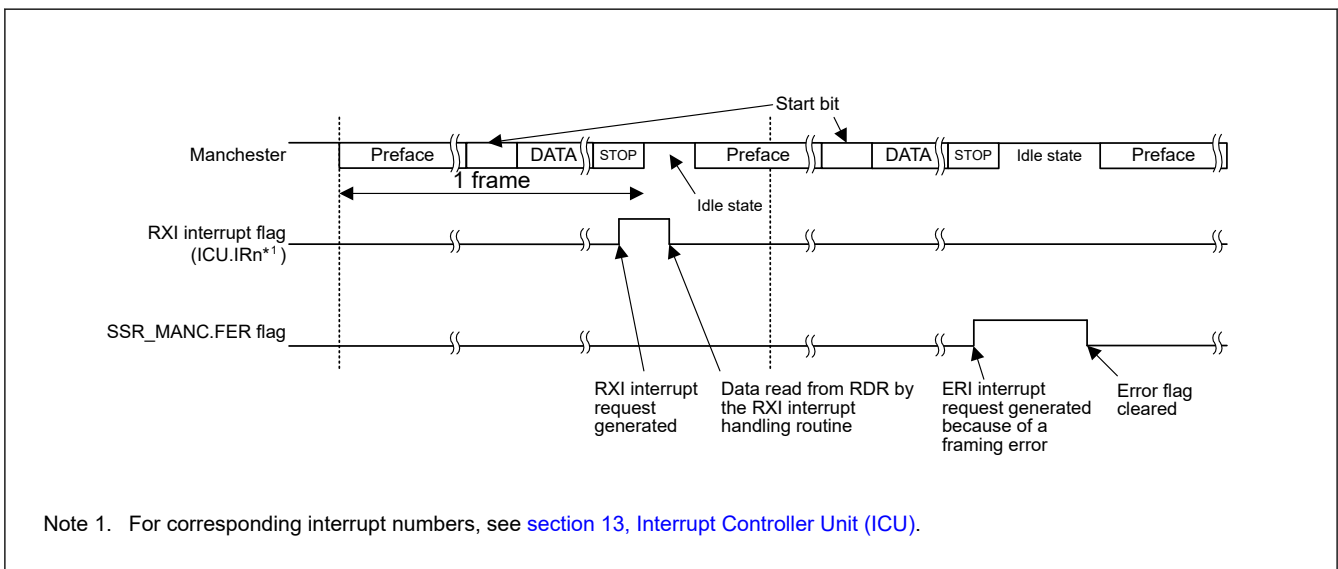 Start bit
Manchester
Preface
DATA
STOP
Preface
DATA
STOP
Idle state
Preface
1 frame
Idle state
RXI interrupt flag
(ICU.IRn*1)
SSR_MANC.FER flag
RXI interrupt
request
generated
Data read from RDR by
the RXI interrupt
handling routine
ERI interrupt
request generated
because of a
framing error
Error flag
cleared
Note 1. For corresponding interrupt numbers, see section 13, Interrupt Controller Unit (ICU).